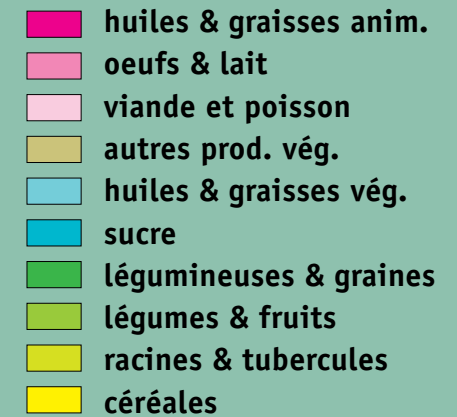 huiles & graisses anim.
oeufs & lait
viande et poisson
autres prod. vég.
huiles & graisses vég.
sucre
légumineuses & graines
légumes & fruits
racines & tubercules
céréales